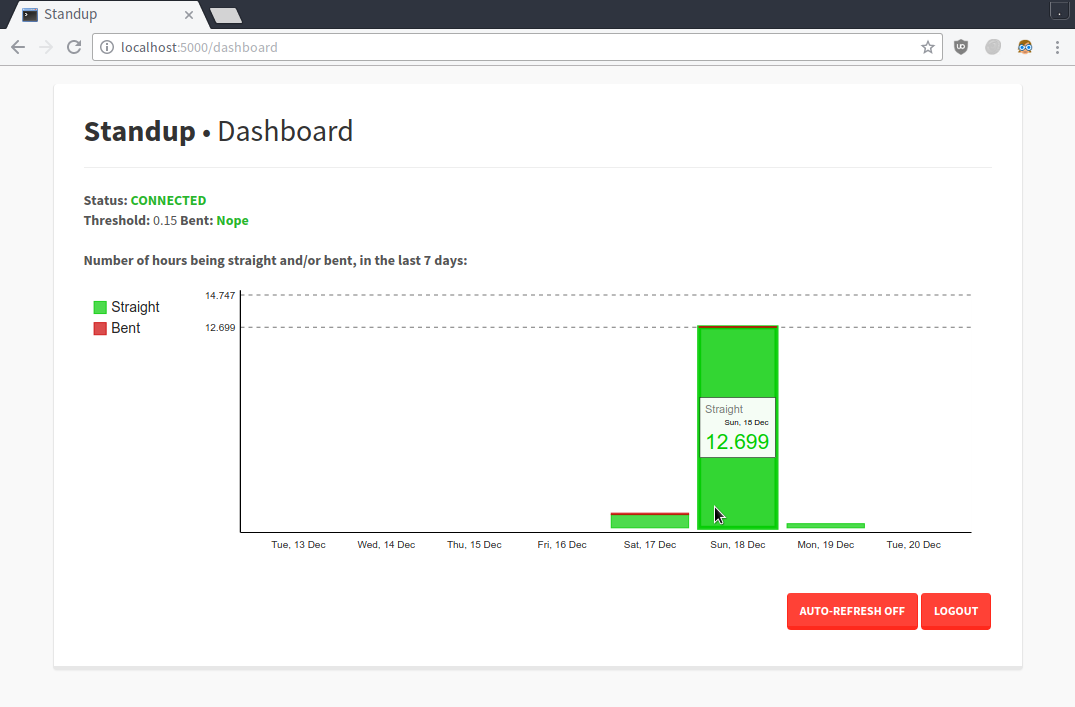 Standup
localhost:5000/dashboard
Standup • Dashboard
Status: CONNECTED
Threshold: 0.15 Bent: Nope
Number of hours being straight and/or bent, in the last 7 days:
Straight
Bent
14.747
12.699
Straight
Sun, 18 Dec
12.699
Tue, 13 Dec Wed, 14 Dec Thu, 15 Dec Fri, 16 Dec Sat, 17 Dec Sun, 18 Dec Mon, 19 Dec Tue, 20 Dec
AUTO-REFRESH OFF LOGOUT